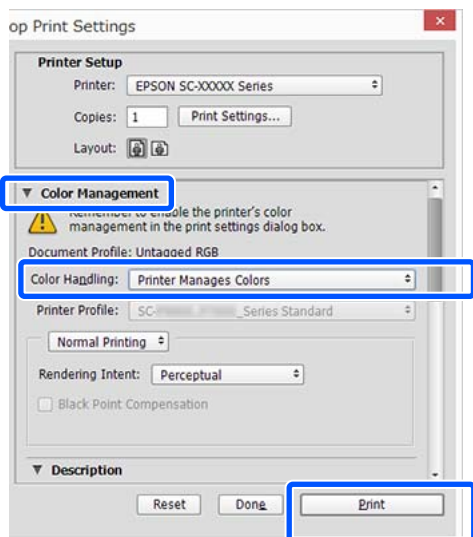 op Print Settings
Printer Setup
Printer: EPSON SC-XXXXX Series
Copies: 1 Print Settings...
Layout:
Color Management
Remember to enable the printer's color
management in the print settings dialog box.
Document Profile: Untagged RGB
Color Handling: Printer Manages Colors
Printer Profile: SC- _Series Standard
Normal Printing
Rendering Intent: Perceptual
Black Point Compensation
Description
Reset Done Print